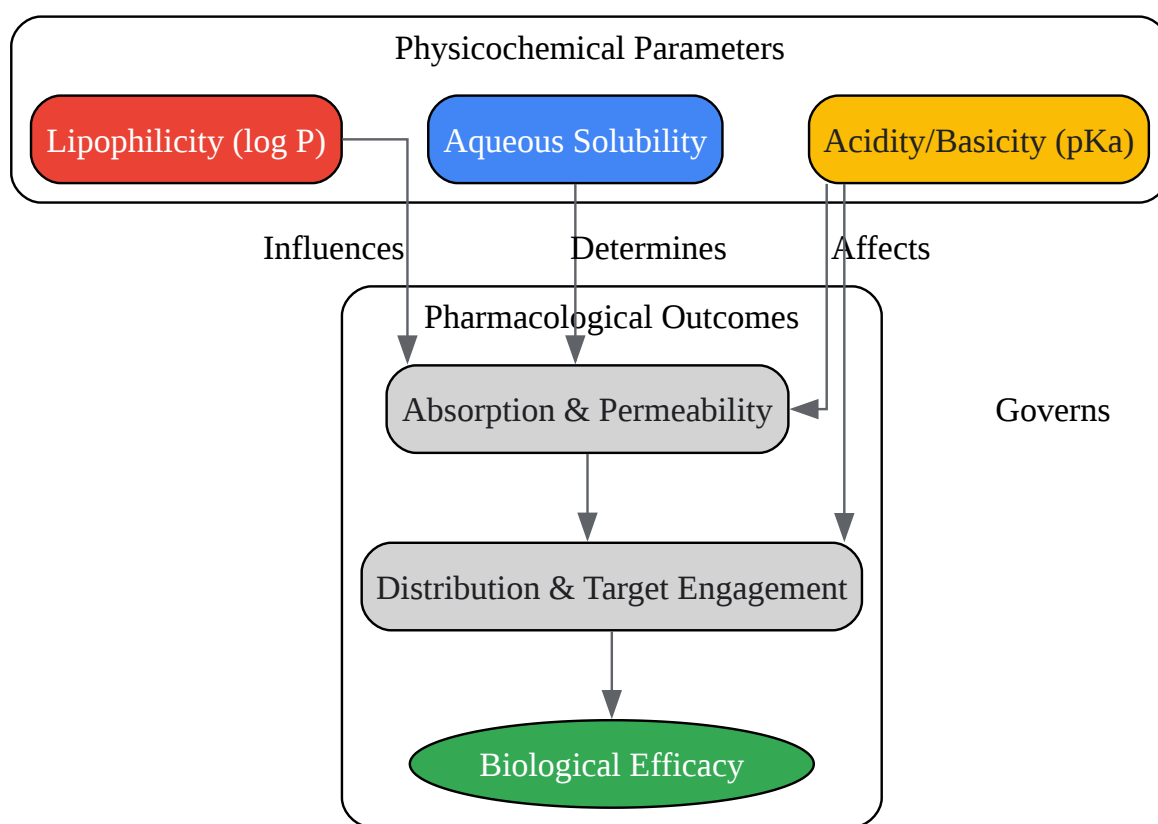 Physicochemical Parameters
Lipophilicity (log P)
Aqueous Solubility
Acidity/Basicity (pKa)
Influences
Determines
Affects
Pharmacological Outcomes
Absorption & Permeability
Governs
Distribution & Target Engagement
Biological Efficacy